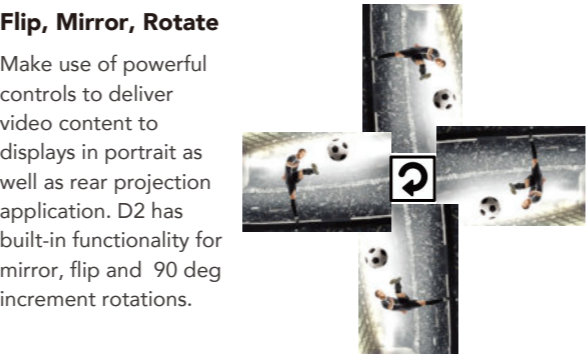 Flip, Mirror, Rotate
Make use of powerful
controls to deliver
video content to
displays in portrait as
well as rear projection
application. D2 has
built-in functionality for
mirror, flip and  90 deg
increment rotations.